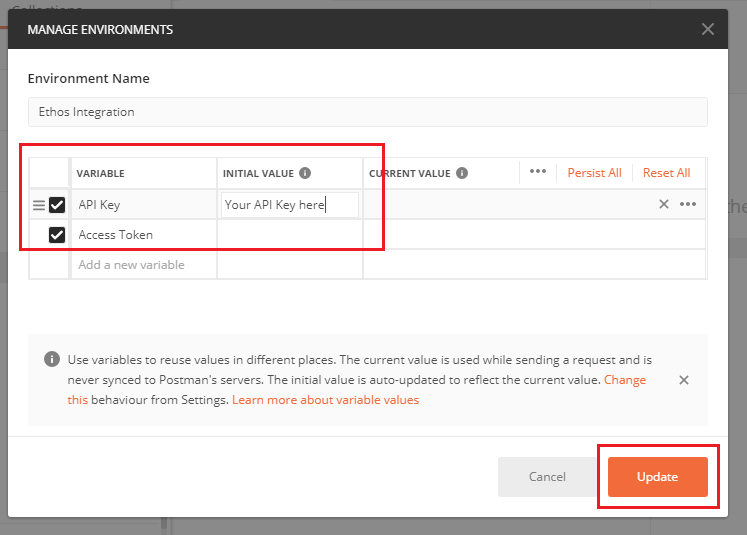 Collections
MANAGE ENVIRONMENTS
Environment Name
Ethos Integration
VARIABLE INITIAL VALUE CURRENT VALUE ••• Persist All Reset All
API Key Your API Key here
Access Token
Add a new variable
Use variables to reuse values in different places. The current value is used while sending a request and is
never synced to Postman's servers. The initial value is auto-updated to reflect the current value. Change
this behaviour from Settings. Learn more about variable values
Cancel Update